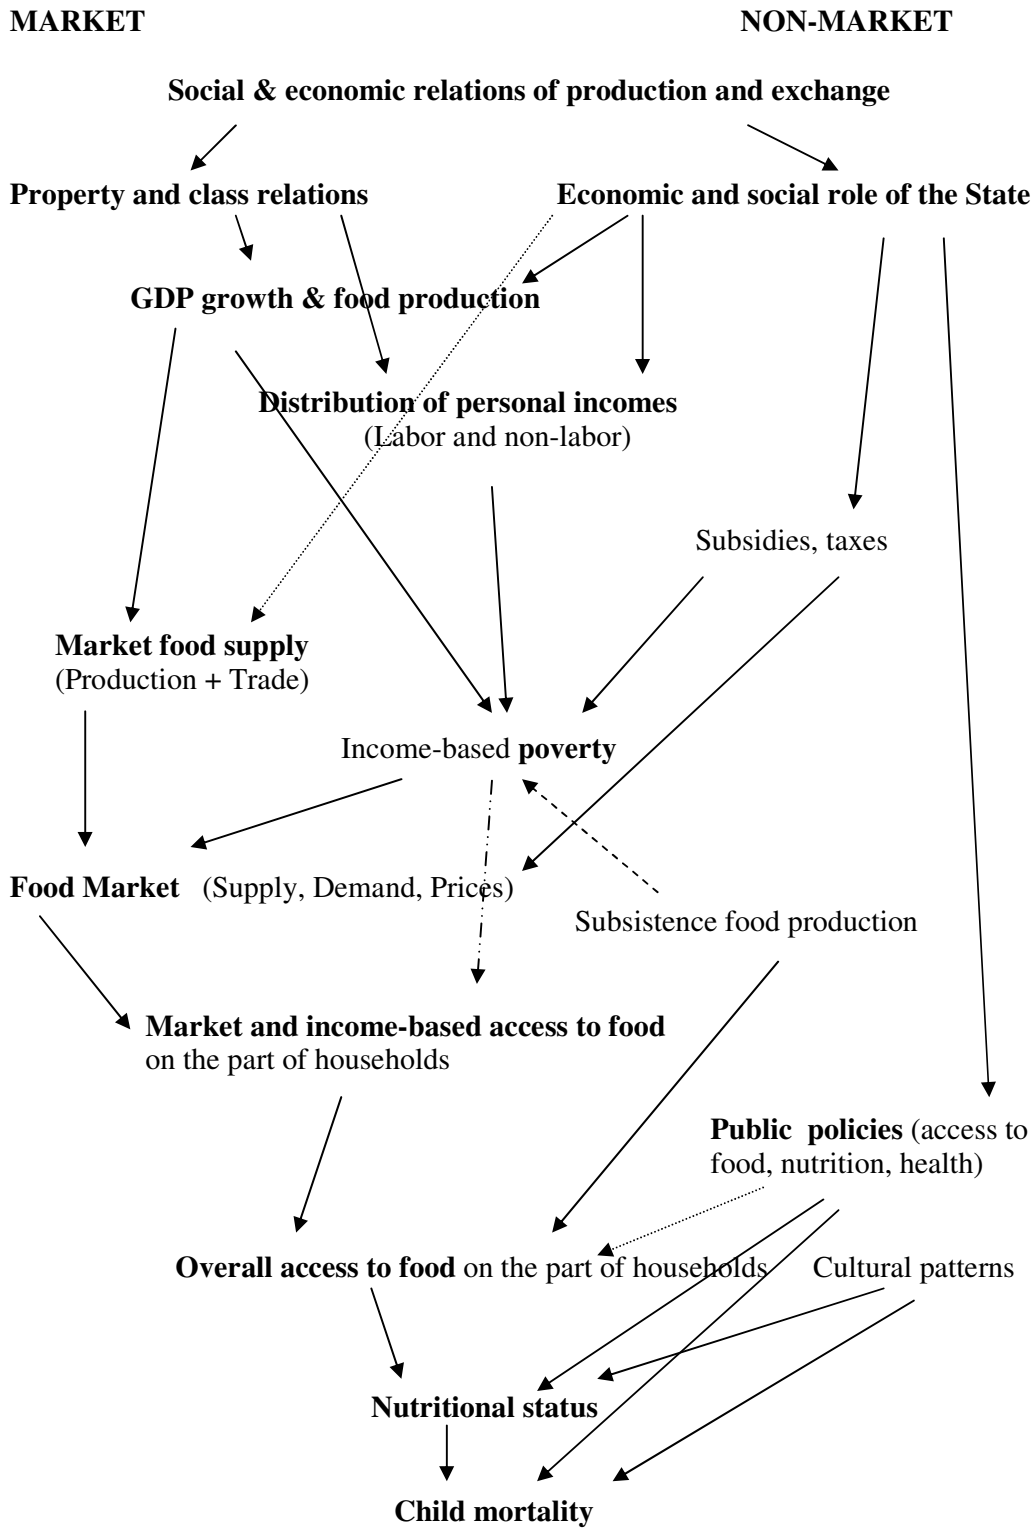 MARKET NON-MARKET
Social & economic relations of production and exchange
Property and class relations Economic and social role of the State
GDP growth & food production
Distribution of personal incomes
(Labor and non-labor)
Subsidies, taxes
Market food supply
(Production + Trade)
Income-based poverty
Food Market (Supply, Demand, Prices)
Subsistence food production
Market and income-based access to food
on the part of households
Public policies (access to
food, nutrition, health)
Overall access to food on the part of households Cultural patterns
Nutritional status
Child mortality